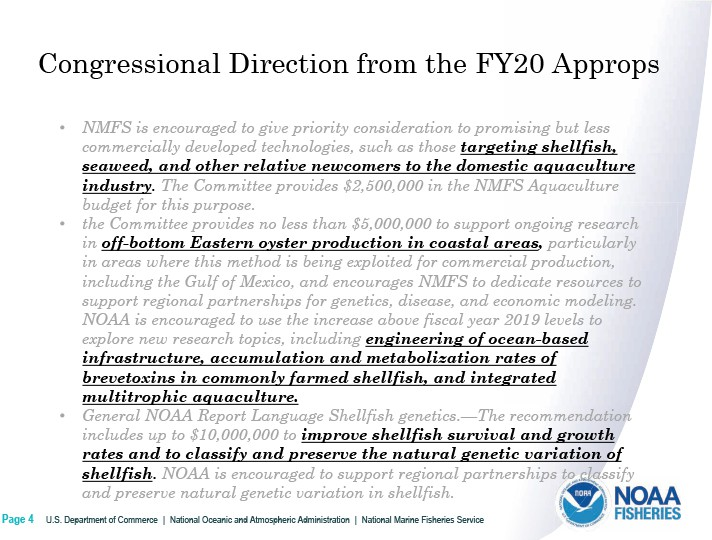 Congressional Direction from the FY20 Approps
• NMFS is encouraged to give priority consideration to promising but less
commercially developed technologies, such as those targeting shellfish,
seaweed, and other relative newcomers to the domestic aquaculture
industry. The Committee provides $2,500,000 in the NMFS Aquaculture
budget for this purpose.
• the Committee provides no less than $5,000,000 to support ongoing research
in off-bottom Eastern oyster production in coastal areas, particularly
in areas where this method is being exploited for commercial production,
including the Gulf of Mexico, and encourages NMFS to dedicate resources to
support regional partnerships for genetics, disease, and economic modeling.
NOAA is encouraged to use the increase above fiscal year 2019 levels to
explore new research topics, including engineering of ocean-based
infrastructure, accumulation and metabolization rates of
brevetoxins in commonly farmed shellfish, and integrated
multitrophic aquaculture.
• General NOAA Report Language Shellfish genetics.—The recommendation
includes up to $10,000,000 to improve shellfish survival and growth
rates and to classify and preserve the natural genetic variation of
shellfish. NOAA is encouraged to support regional partnerships to classify
and preserve natural genetic variation in shellfish.
NOAA
NOAA
FISHERIES
Page 4 U.S. Department of Commerce | National Oceanic and Atmospheric Administration | National Marine Fisheries Service